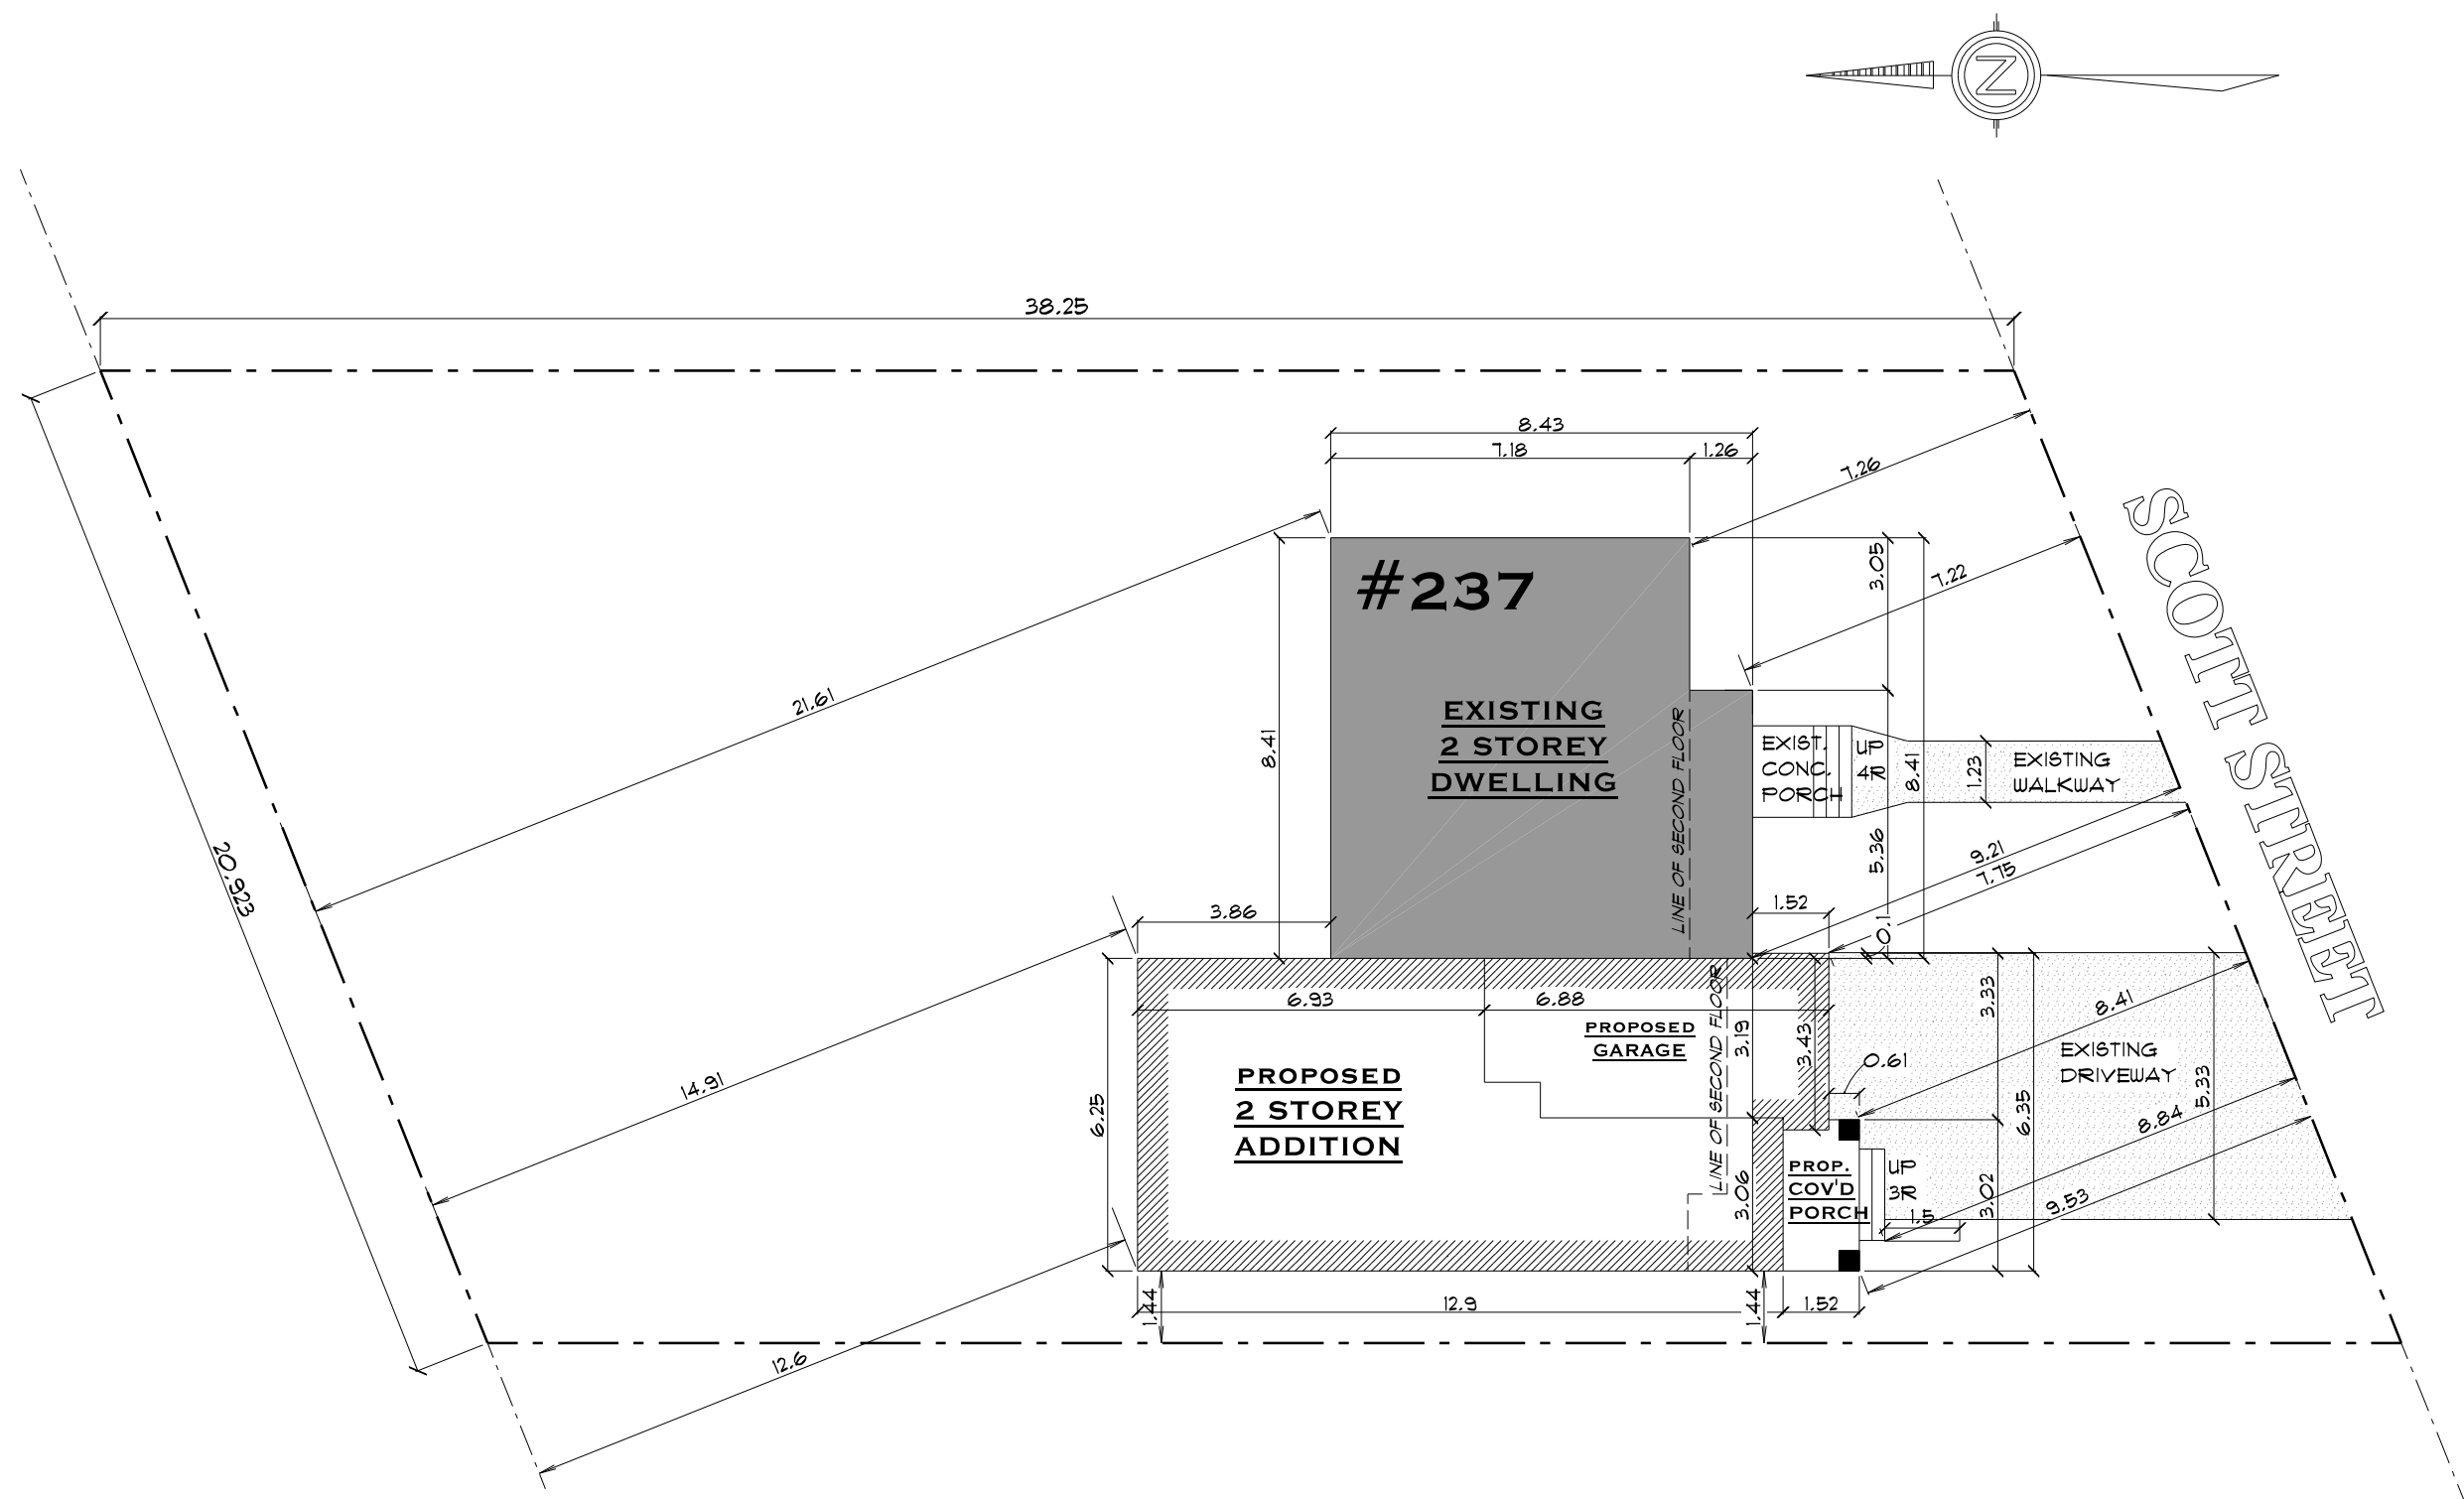 N
38.25
8.43
7.18
1.26
7.26
#237
3.05
7.22
SCOTT STREET
21.61
8.41
EXISTING
2 STOREY
DWELLING
LINE OF SECOND FLOOR
EXIST.
CONC.
PORCH
UP
4R
8.41
1.23
EXISTING
WALKWAY
20.923
5.36
9.21
7.75
3.86
1.52
0.1
6.93
6.88
PROPOSED
GARAGE
LINE OF SECOND FLOOR
3.19
3.43
3.33
8.41
0.61
EXISTING
DRIVEWAY
14.91
6.25
PROPOSED
2 STOREY
ADDITION
6.35
5.33
8.84
3.06
PROP.
COV'D
PORCH
UP
3R
1.5
3.02
9.53
1.44
12.9
1.44
1.52
12.6